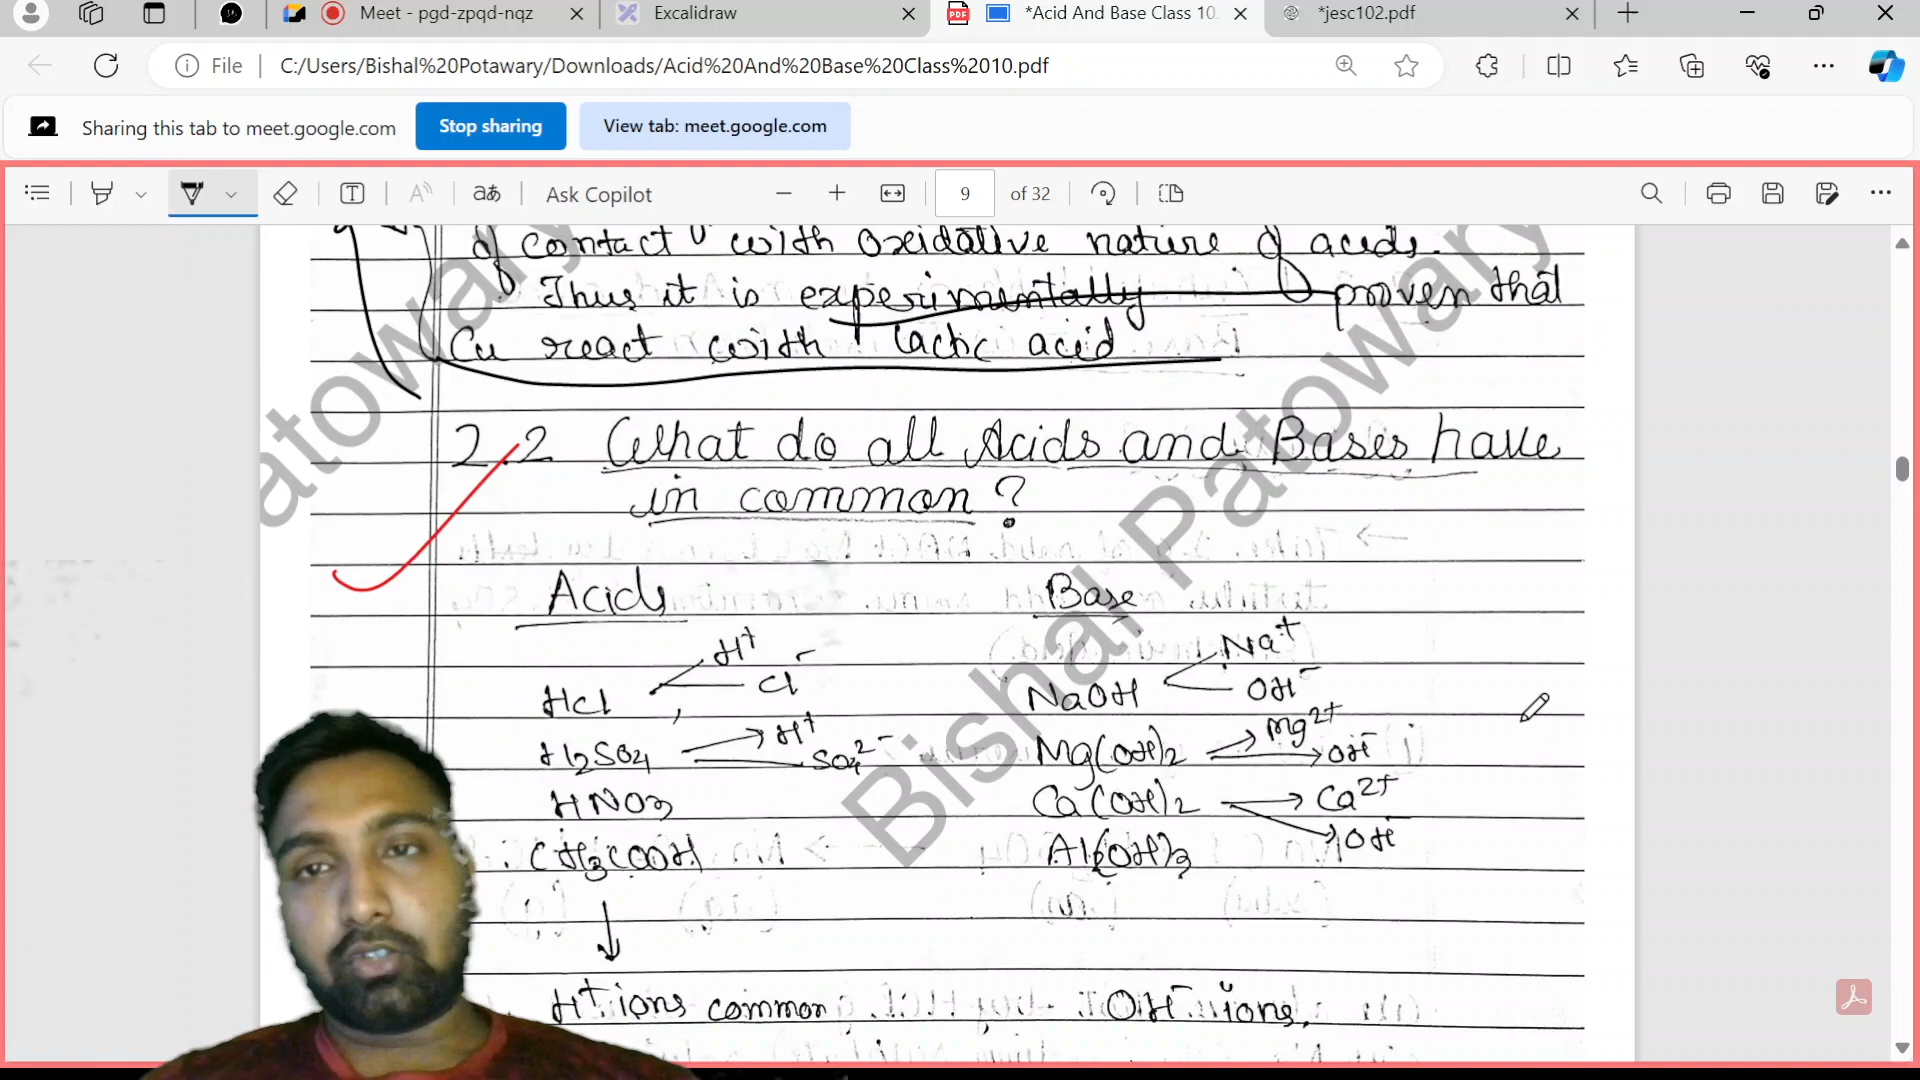 Meet - pgd-zpqd-nqz
Excalidraw
*Acid And Base Class 10
*jesc102.pdf
File
C:/Users/Bishal%20Potawary/Downloads/Acid%20And%20Base%20Class%2010.pdf
Sharing this tab to meet.google.com
Stop sharing
View tab: meet.google.com
Ask Copilot
9 of 32
of contact with oxidative nature of acids.
Thus it is experimentally proven that
Cu react with lactic acid
2.2 What do all Acids and Bases have
in common?
Acids Base
HCl H+ Cl- NaOH Na+ OH-
H2SO4 H+ SO4 2- Mg(OH)2 Mg2+ OH-
HNO3 Ca(OH)2 Ca2+ OH-
CH3COOH Al(OH)3
H+ ions common OH- ions.
Bishal Patowary
atowary